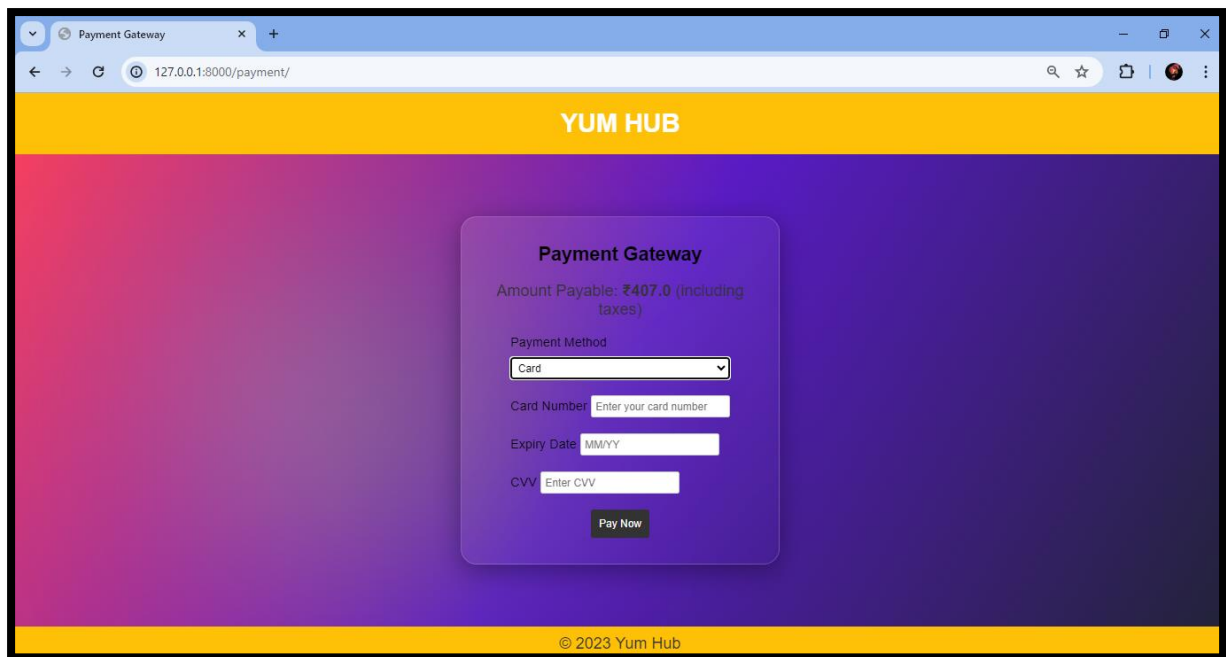 Payment Gateway
127.0.0.1:8000/payment/
YUM HUB
Payment Gateway
Amount Payable: ₹407.0 (including
taxes)
Payment Method
Card
Card Number Enter your card number
Expiry Date MM/YY
CVV Enter CVV
Pay Now
© 2023 Yum Hub